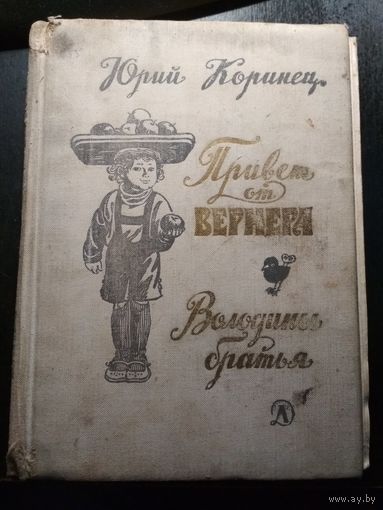 Юрий Коринец
Привет
от
ВЕРНЕРА
Володины
братья
www.ay.by